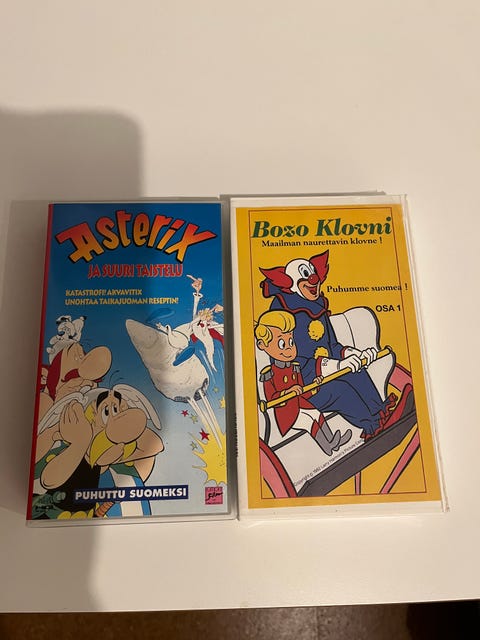 Asterix
JA SUURI TAISTELU
KATASTROFI! AKVAVITIX
UNOHTAA TAIKAJUOMAN RESEPTIN!
PUHUTTU SUOMEKSI
Bozo Klovni
Maailman naurettavin klovne !
Puhumme suomea !
OSA 1